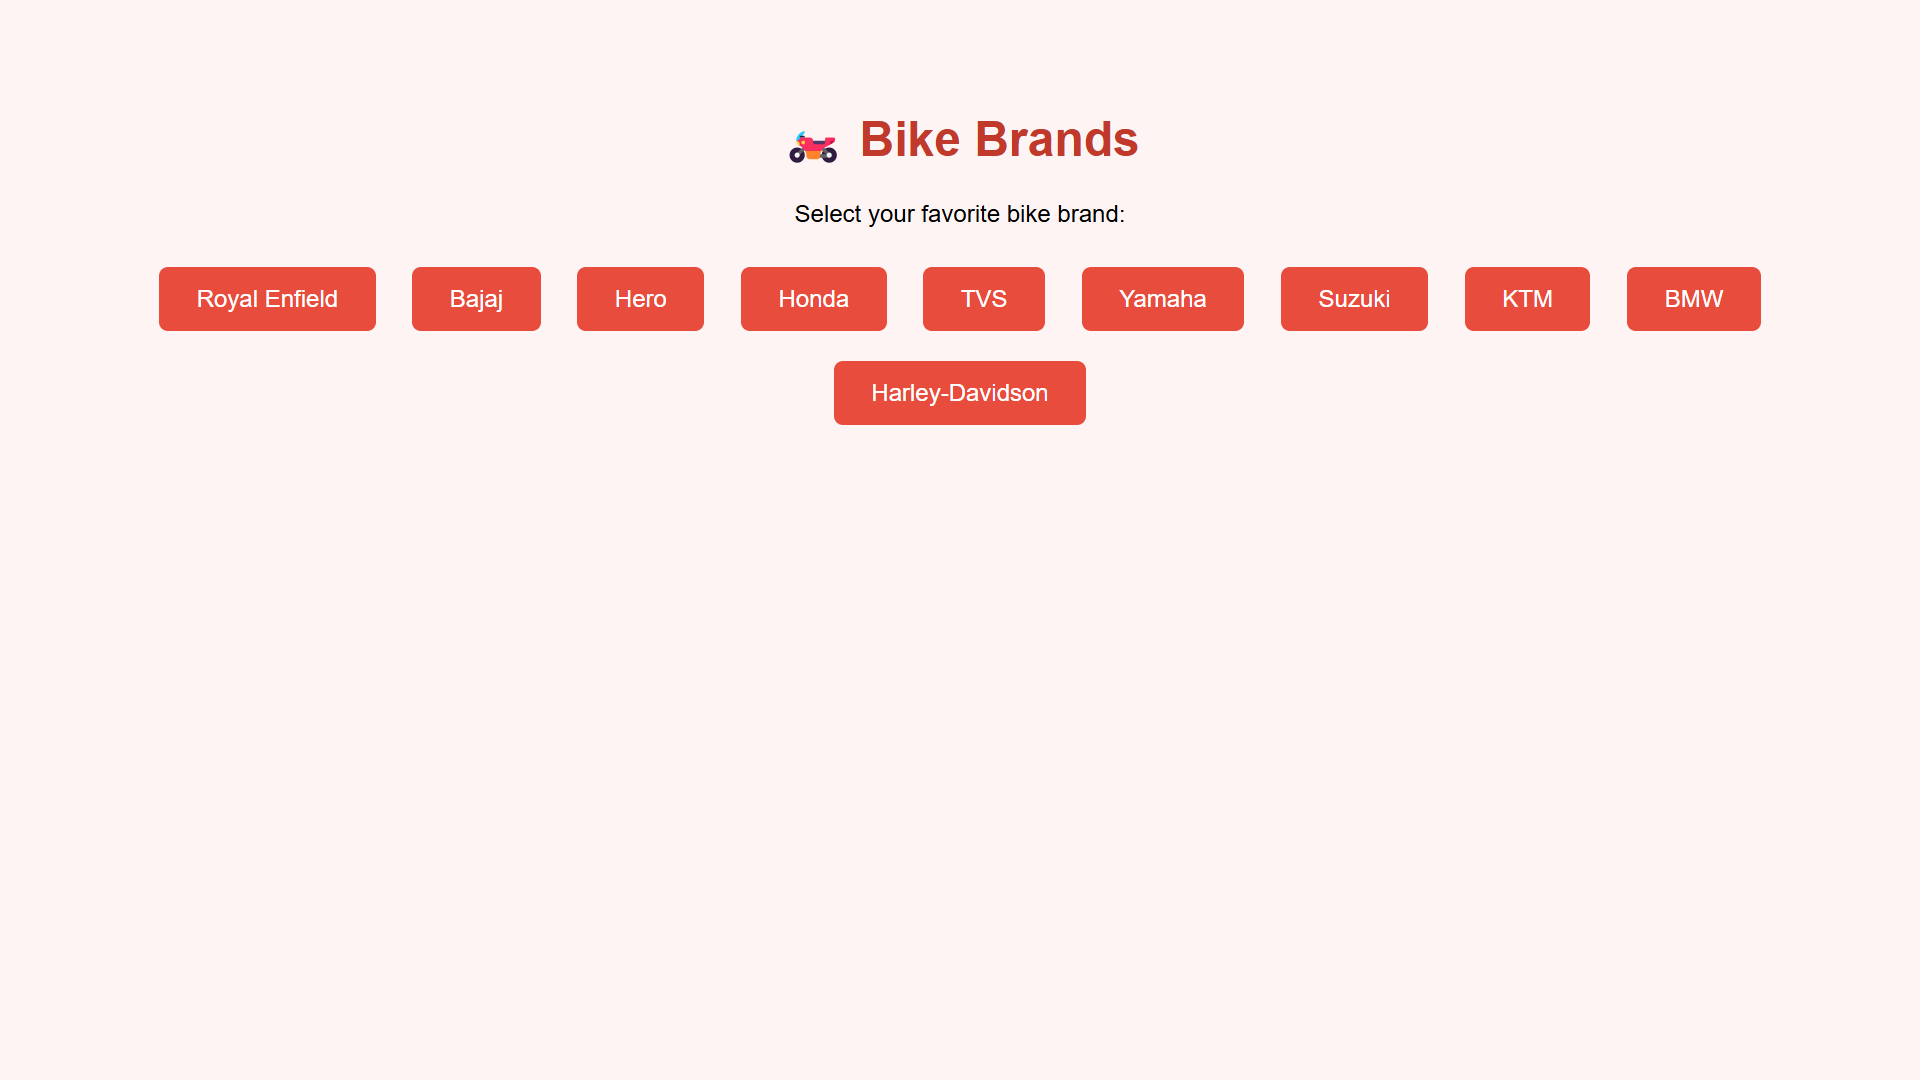 🏍️ Bike Brands
Select your favorite bike brand:
Royal Enfield Bajaj Hero Honda TVS Yamaha Suzuki KTM BMW
Harley-Davidson